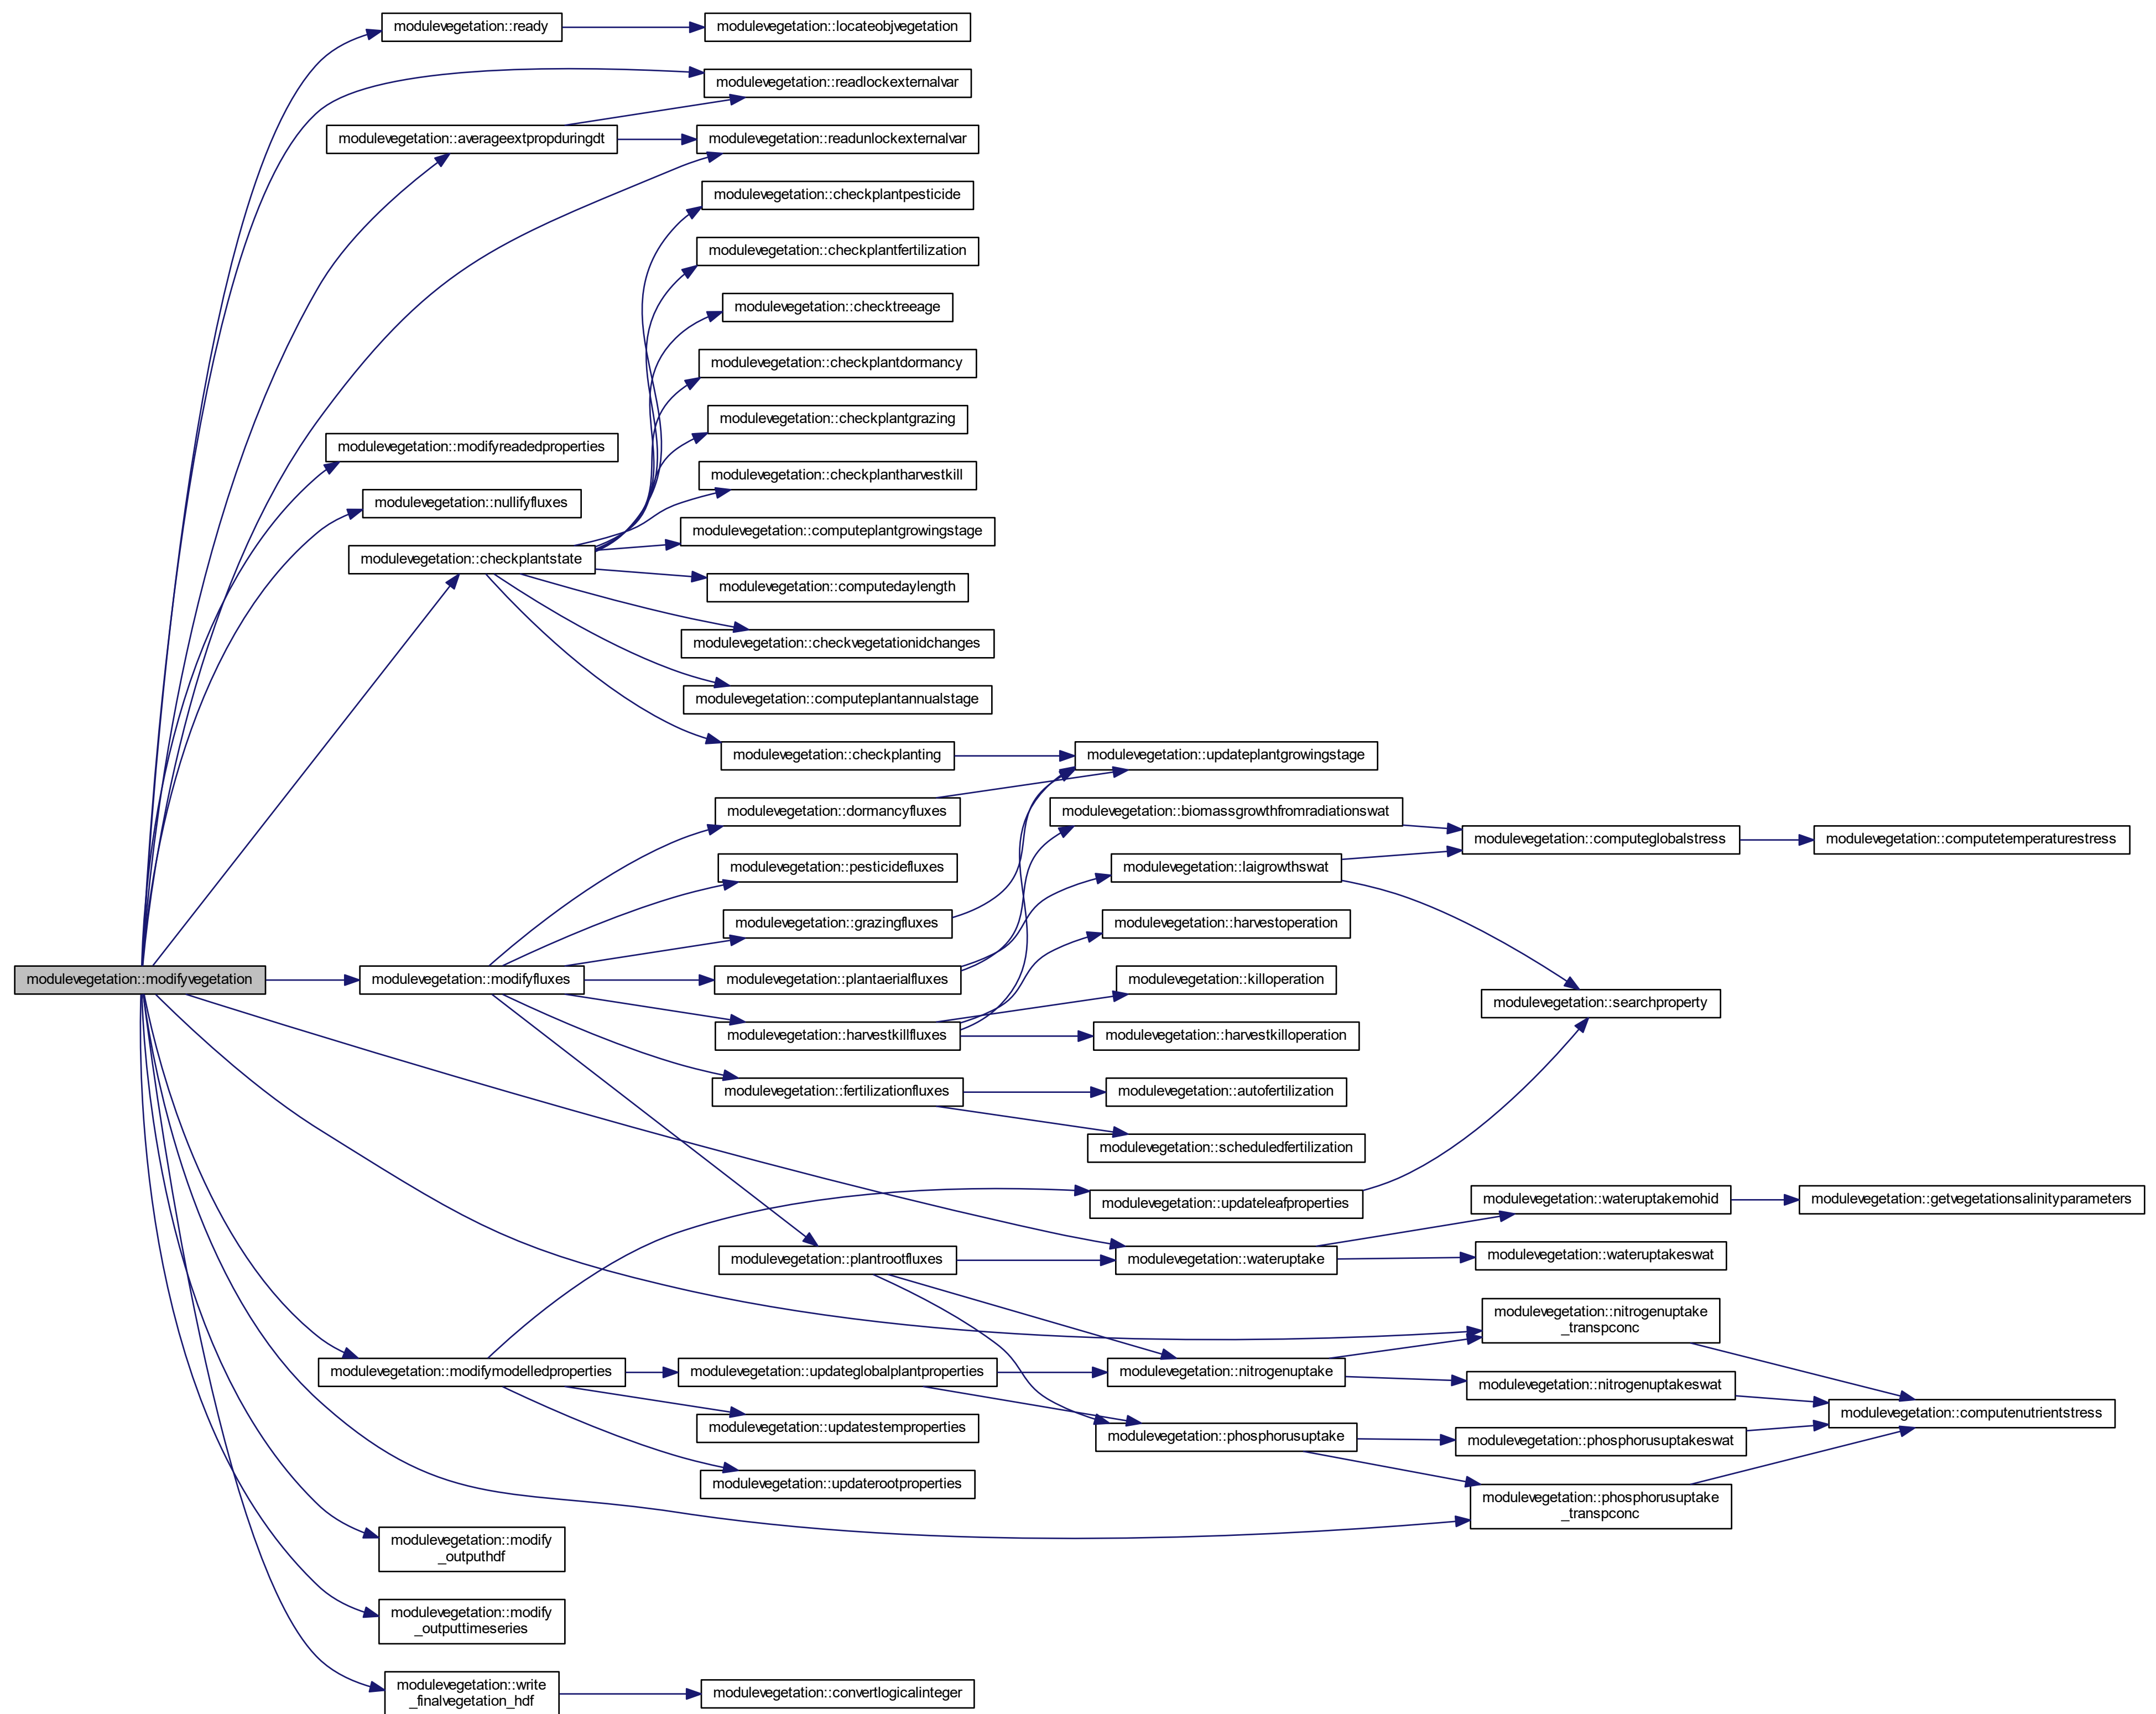 modulevegetation::ready
modulevegetation::locateobjvegetation
modulevegetation::readlockexternalvar
modulevegetation::averageextpropduringdt
modulevegetation::readunlockexternalvar
modulevegetation::checkplantpesticide
modulevegetation::checkplantfertilization
modulevegetation::checktreeage
modulevegetation::checkplantdormancy
modulevegetation::checkplantgrazing
modulevegetation::modifyreadedproperties
modulevegetation::checkplantharvestkill
modulevegetation::nullifyfluxes
modulevegetation::computeplantgrowingstage
modulevegetation::checkplantstate
modulevegetation::computedaylength
modulevegetation::checkvegetationidchanges
modulevegetation::computeplantannualstage
modulevegetation::checkplanting
modulevegetation::updateplantgrowingstage
modulevegetation::dormancyfluxes
modulevegetation::biomassgrowthfromradiationswat
modulevegetation::computeglobalstress
modulevegetation::computetemperaturestress
modulevegetation::pesticidefluxes
modulevegetation::laigrowthswat
modulevegetation::grazingfluxes
modulevegetation::harvestoperation
modulevegetation::modifyvegetation
modulevegetation::modifyfluxes
modulevegetation::plantaerialfluxes
modulevegetation::killoperation
modulevegetation::searchproperty
modulevegetation::harvestkillfluxes
modulevegetation::harvestkilloperation
modulevegetation::fertilizationfluxes
modulevegetation::autofertilization
modulevegetation::scheduledfertilization
modulevegetation::updateleafproperties
modulevegetation::wateruptakemohid
modulevegetation::getvegetationsalinityparameters
modulevegetation::plantrootfluxes
modulevegetation::wateruptake
modulevegetation::wateruptakeswat
modulevegetation::nitrogenuptake
_transpconc
modulevegetation::modifymodelledproperties
modulevegetation::updateglobalplantproperties
modulevegetation::nitrogenuptake
modulevegetation::nitrogenuptakeswat
modulevegetation::computenutrientstress
modulevegetation::updatestemproperties
modulevegetation::phosphorusuptake
modulevegetation::phosphorusuptakeswat
modulevegetation::updaterootproperties
modulevegetation::phosphorusuptake
_transpconc
modulevegetation::modify
_outputhdf
modulevegetation::modify
_outputtimeseries
modulevegetation::write
_finalvegetation_hdf
modulevegetation::convertlogicalinteger